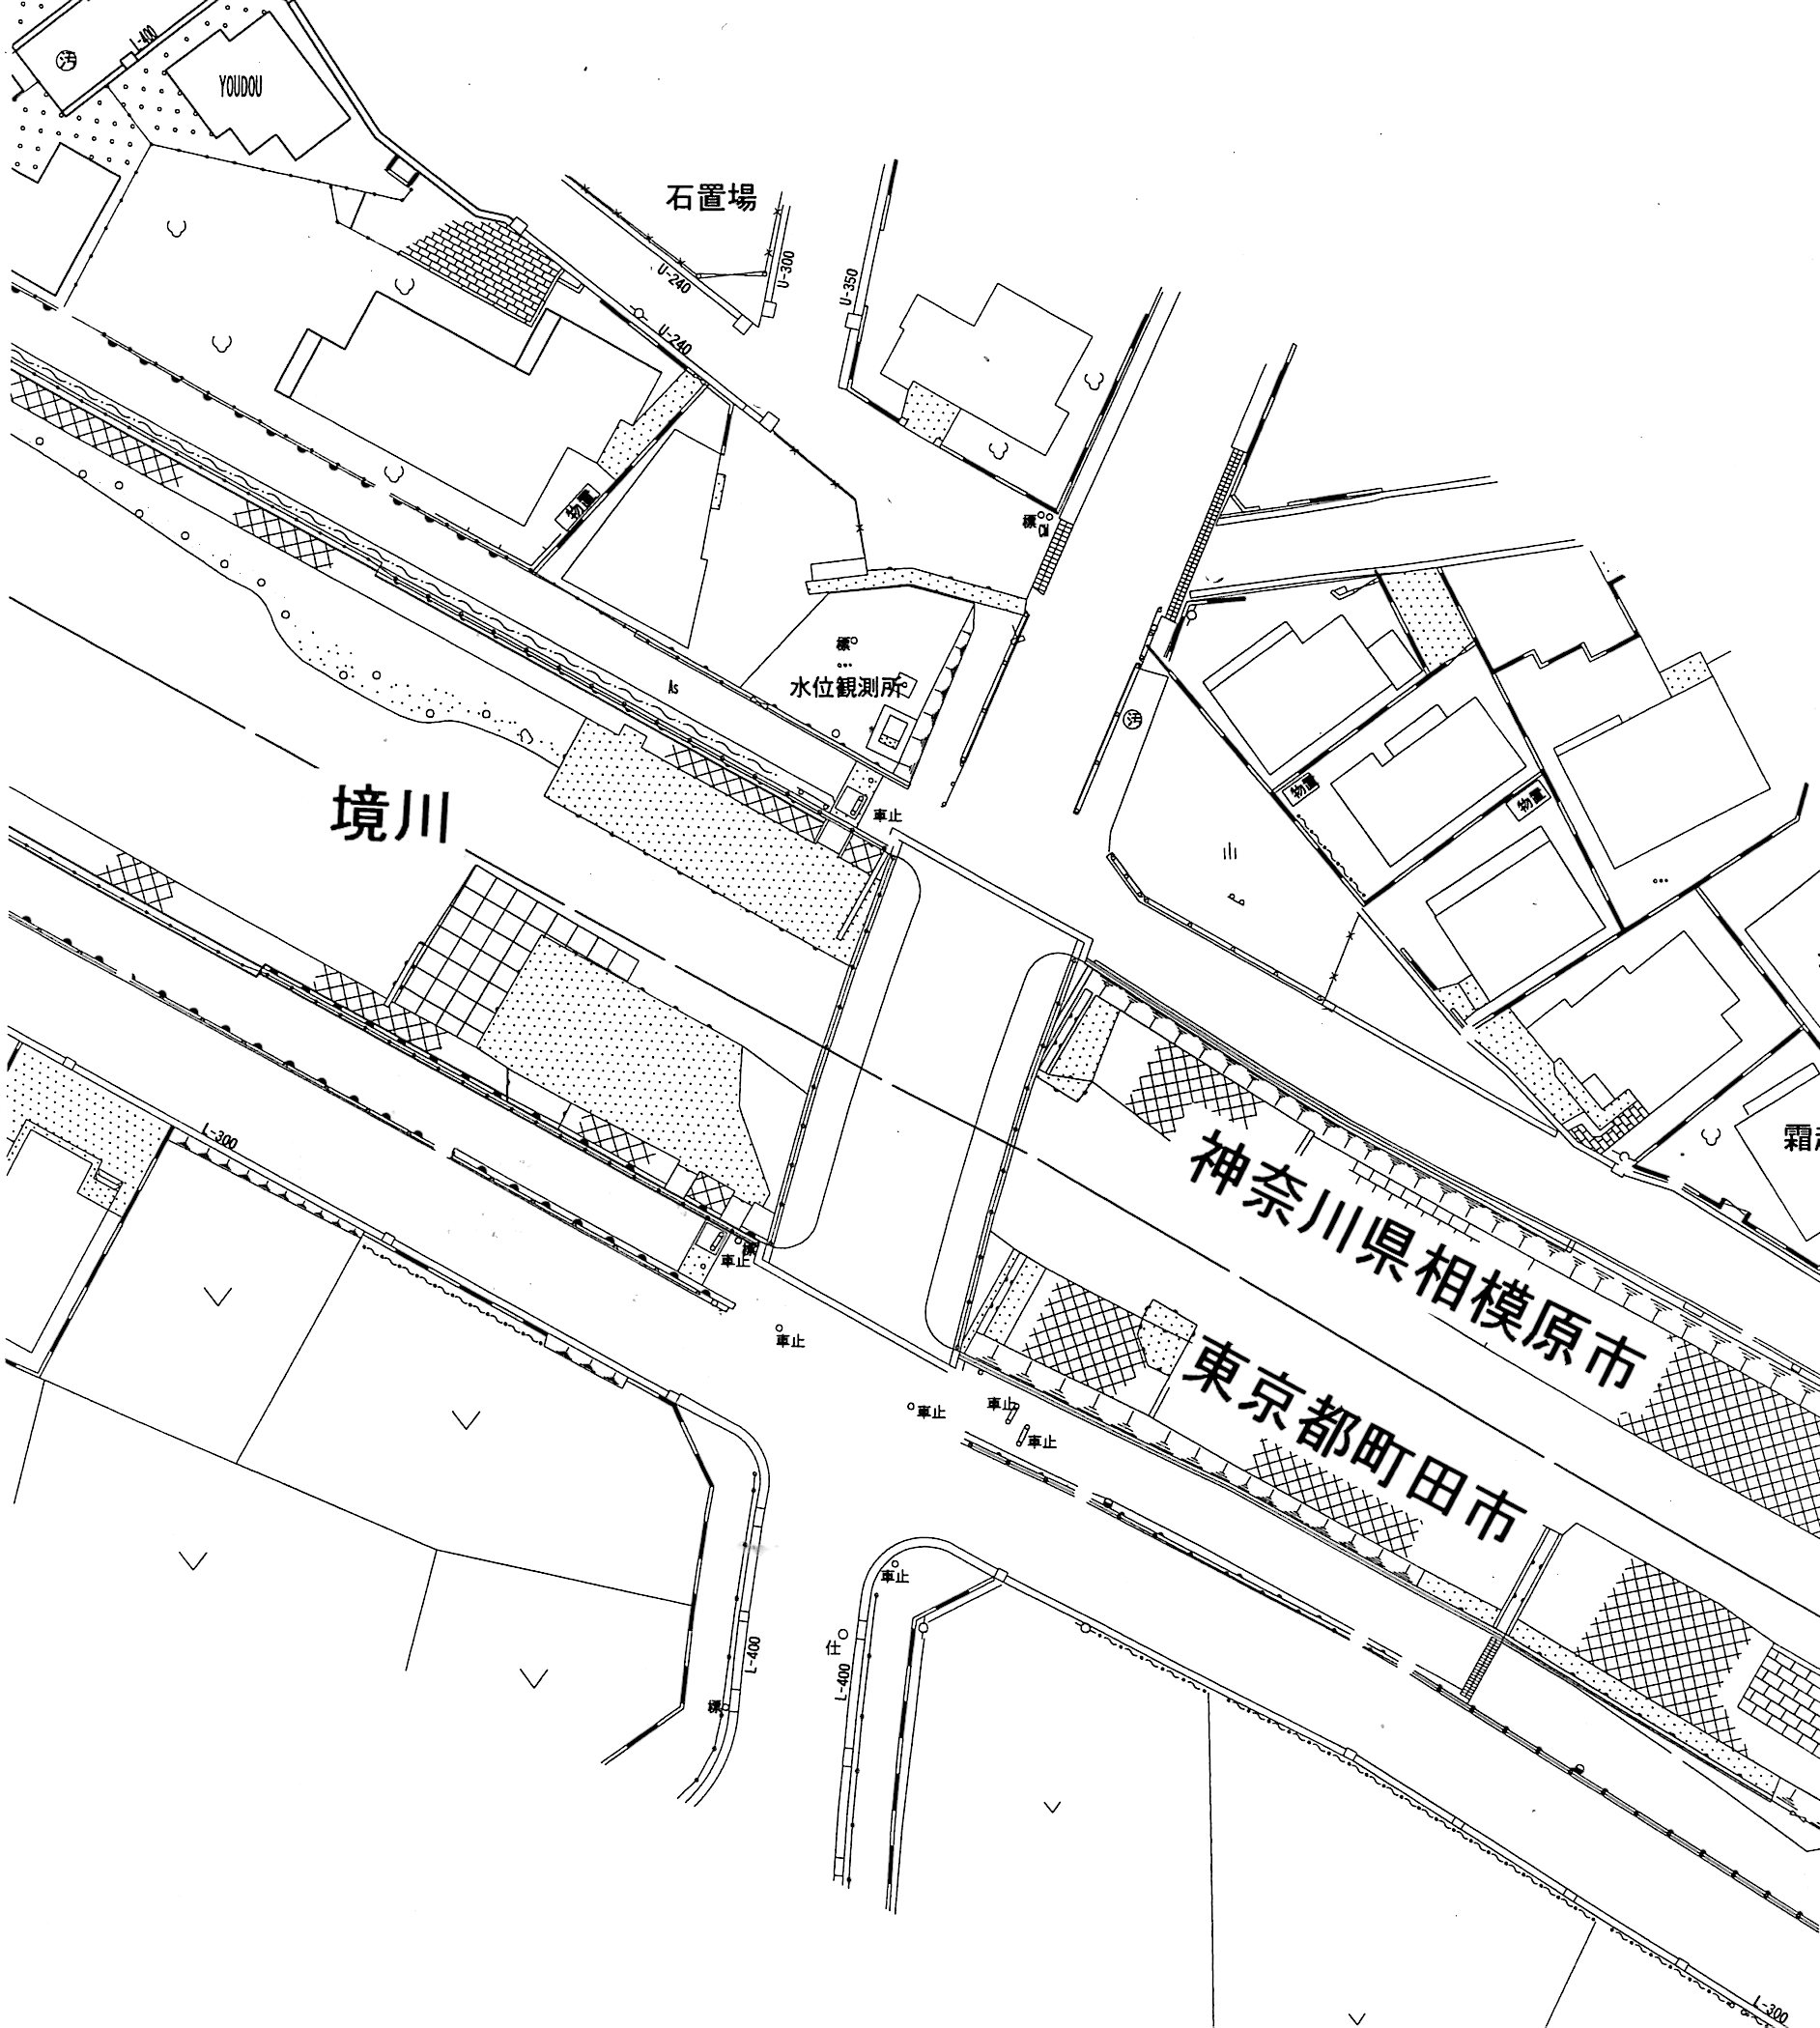 L-400
汚
YOUDOU
石置場
U-240
U-300
U-350
U-240
物置
標
CM
標
水位観測所
As
汚
車止
境川
物置
物置
L-300
神奈川県相模原市
霜
車止
車止
東京都町田市
車止
車止
車止
車止
仕
L-400
L-400
標
L-300